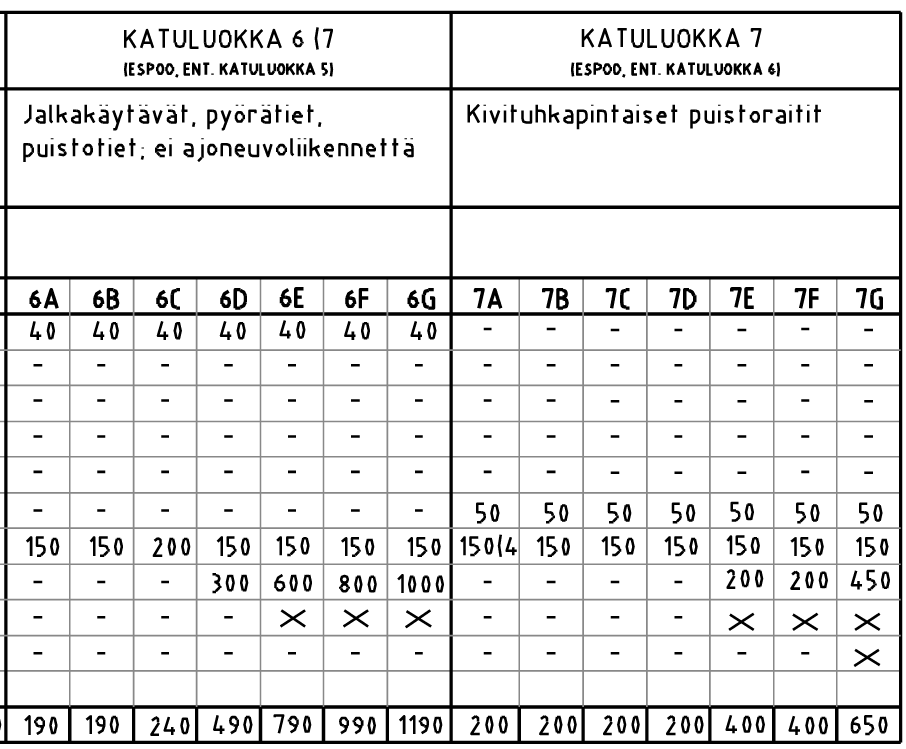 KATULUOKKA 6 (7 KATULUOKKA 7
(ESPOO, ENT. KATULUOKKA 5) (ESPOO, ENT. KATULUOKKA 6)
Jalkakäytävät, pyörätiet, Kivituhkapintaiset puistoraitit
puistotiet; ei ajoneuvoliikennettä
6A 6B 6C 6D 6E 6F 6G 7A 7B 7C 7D 7E 7F 7G
40 40 40 40 40 40 40 - - - - - - -
- - - - - - - - - - - - - -
- - - - - - - - - - - - - -
- - - - - - - - - - - - - -
- - - - - - - - - - - - - -
- - - - - - - 50 50 50 50 50 50 50
150 150 200 150 150 150 150 150(4 150 150 150 150 150 150
- - - 300 600 800 1000 - - - - 200 200 450
- - - - X X X - - - - X X X
- - - - - - - - - - - - - X
190 190 240 490 790 990 1190 200 200 200 200 400 400 650